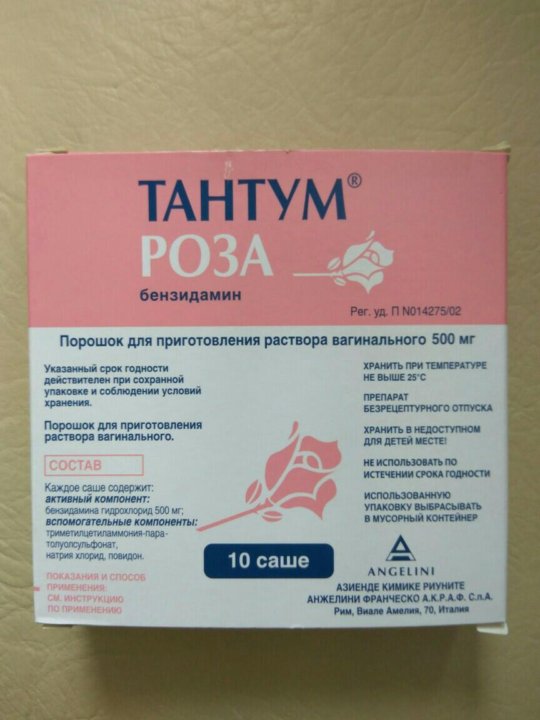 ТАНТУМ®
РОЗА
бензидамин
Рег. уд. П N014275/02
Порошок для приготовления раствора вагинального 500 мг
Указанный срок годности
действителен при сохранной
упаковке и соблюдении условий
хранения.
Порошок для приготовления
раствора вагинального.
СОСТАВ
Каждое саше содержит:
активный компонент:
бензидамина гидрохлорид 500 мг;
вспомогательные компоненты:
триметилцетиламмония-пара-
толуолсульфонат,
натрия хлорид, повидон.
ПОКАЗАНИЯ И СПОСОБ
ПРИМЕНЕНИЯ:
СМ. ИНСТРУКЦИЮ
ПО ПРИМЕНЕНИЮ
ХРАНИТЬ ПРИ ТЕМПЕРАТУРЕ
НЕ ВЫШЕ 25°С
ПРЕПАРАТ
БЕЗРЕЦЕПТУРНОГО ОТПУСКА
ХРАНИТЬ В НЕДОСТУПНОМ
ДЛЯ ДЕТЕЙ МЕСТЕ!
НЕ ИСПОЛЬЗОВАТЬ ПО
ИСТЕЧЕНИИ СРОКА ГОДНОСТИ
ИСПОЛЬЗОВАННУЮ
УПАКОВКУ ВЫБРАСЫВАТЬ
В МУСОРНЫЙ КОНТЕЙНЕР
10 саше
ANGELINI
АЗИЕНДЕ КИМИКЕ РИУНИТЕ
АНЖЕЛИНИ ФРАНЧЕСКО А.К.Р.А.Ф. С.п.А.
Рим, Виале Амелия, 70, Италия